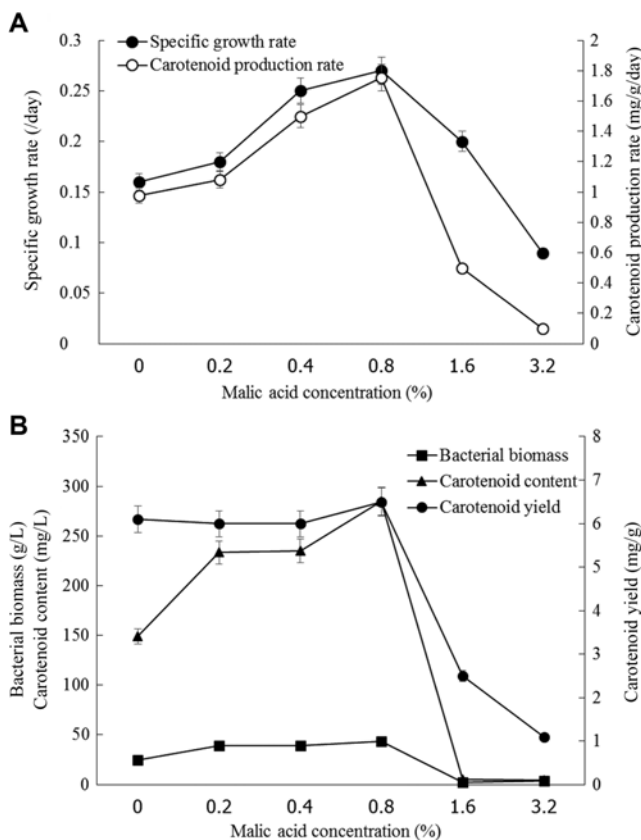 A
Specific growth rate
Carotenoid production rate
0.3
0.25
0.2
0.15
0.1
0.05
0
2
1.8
1.6
1.4
1.2
1
0.8
0.6
0.4
0.2
0
Specific growth rate (/day)
Carotenoid production rate (mg/g/day)
0 0.2 0.4 0.8 1.6 3.2
Malic acid concentration (%)
B
Bacterial biomass
Carotenoid content
Carotenoid yield
350
300
250
200
150
100
50
0
8
7
6
5
4
3
2
1
0
Bacterial biomass (g/L)
Carotenoid content (mg/L)
Carotenoid yield (mg/g)
0 0.2 0.4 0.8 1.6 3.2
Malic acid concentration (%)